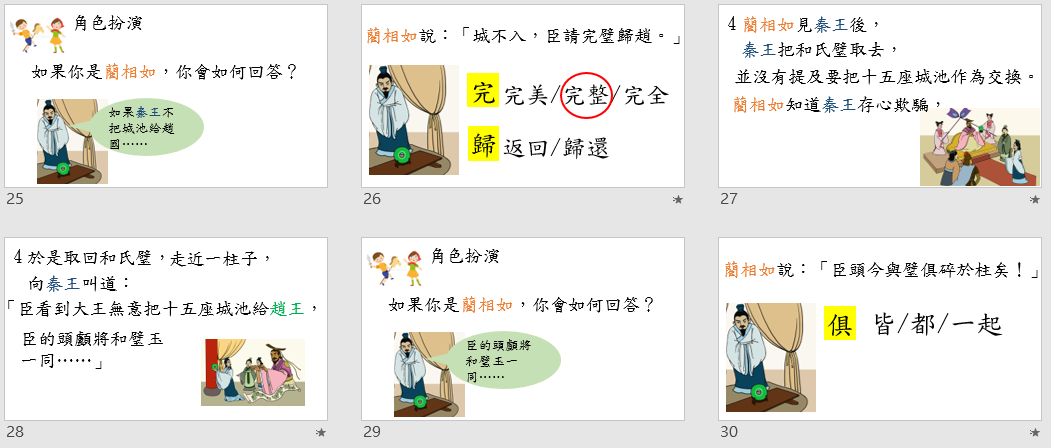 角色扮演
如果你是藺相如，你會如何回答？
如果秦王不
把城池給趙
國……
25
藺相如說：「城不入，臣請完璧歸趙。」
完 完美/完整/完全
歸 返回/歸還
26
4 藺相如見秦王後，
秦王把和氏璧取去，
並沒有提及要把十五座城池作為交換。
藺相如知道秦王存心欺騙，
27
4 於是取回和氏璧，走近一柱子，
向秦王叫道：
「臣看到大王無意把十五座城池給趙王，
臣的頭顱將和璧玉
一同……」
28
角色扮演
如果你是藺相如，你會如何回答？
臣的頭顱將
和璧玉一
同……
29
藺相如說：「臣頭今與璧俱碎於柱矣！」
俱 皆/都/一起
30